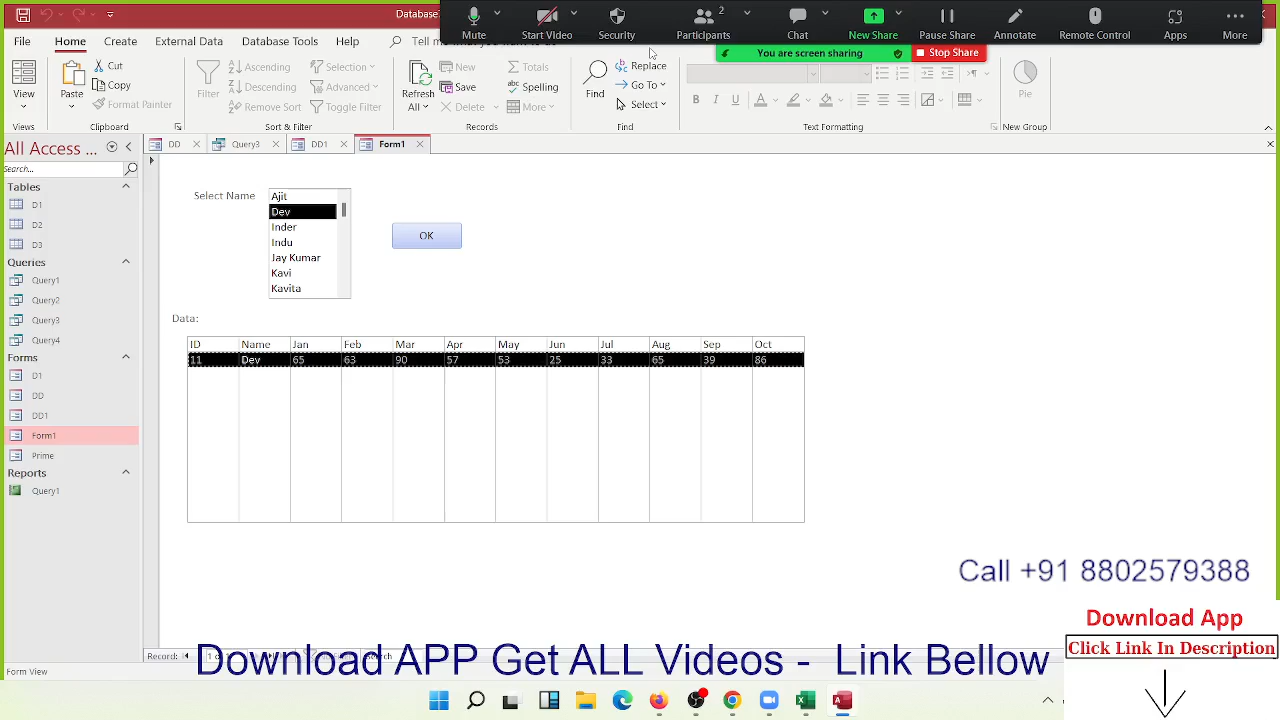 Database
Mute
Start Video
Security
Participants
2
Chat
New Share
Pause Share
Annotate
Remote Control
Apps
More
You are screen sharing
Stop Share
File
Home
Create
External Data
Database Tools
Help
Views
View
Paste
Cut
Copy
Format Painter
Clipboard
Filter
Ascending
Descending
Remove Sort
Selection
Advanced
Toggle Filter
Sort & Filter
Refresh
All
New
Save
Delete
Totals
Spelling
More
Records
Find
Replace
Go To
Select
Find
B I U A
Text Formatting
Pie
New Group
All Access ...
DD
Query3
DD1
Form1
Search...
Tables
D1
D2
D3
Queries
Query1
Query2
Query3
Query4
Forms
D1
DD
DD1
Form1
Prime
Reports
Query1
Select Name
Ajit
Dev
Inder
Indu
Jay Kumar
Kavi
Kavita
OK
Data:
ID Name Jan Feb Mar Apr May Jun Jul Aug Sep Oct
11 Dev 65 63 90 57 53 25 33 65 39 86
Call +91 8802579388
Download App
Click Link In Description
Download APP Get ALL Videos - Link Bellow
Record:
Form View